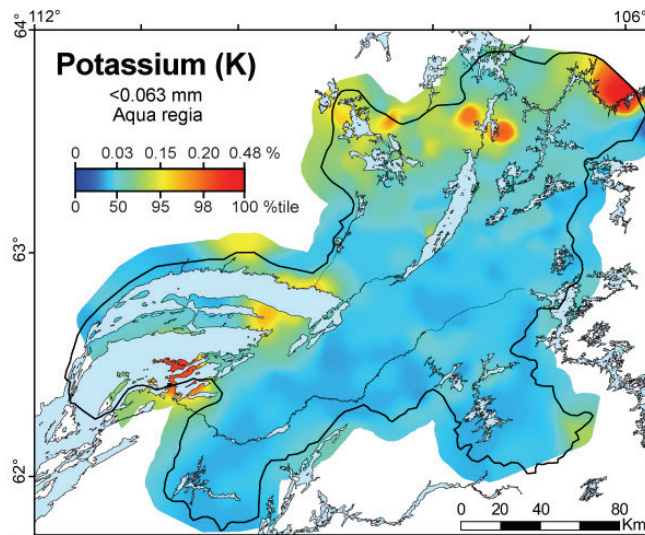 64°
112°
106°
Potassium (K)
<0.063 mm
Aqua regia
0 0.03 0.15 0.20 0.48 %
0 50 95 98 100 %tile
63°
62°
0 20 40 60 80
Km